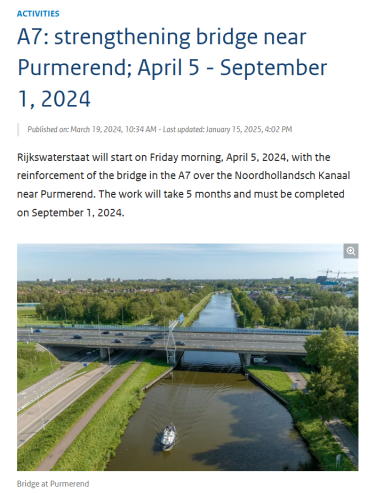 ACTIVITIES
A7: strengthening bridge near
Purmerend; April 5 - September
1, 2024
Published on: March 19, 2024, 10:34 AM - Last updated: January 15, 2025, 4:02 PM
Rijkswaterstaat will start on Friday morning, April 5, 2024, with the
reinforcement of the bridge in the A7 over the Noordhollandsch Kanaal
near Purmerend. The work will take 5 months and must be completed
on September 1, 2024.
Bridge at Purmerend